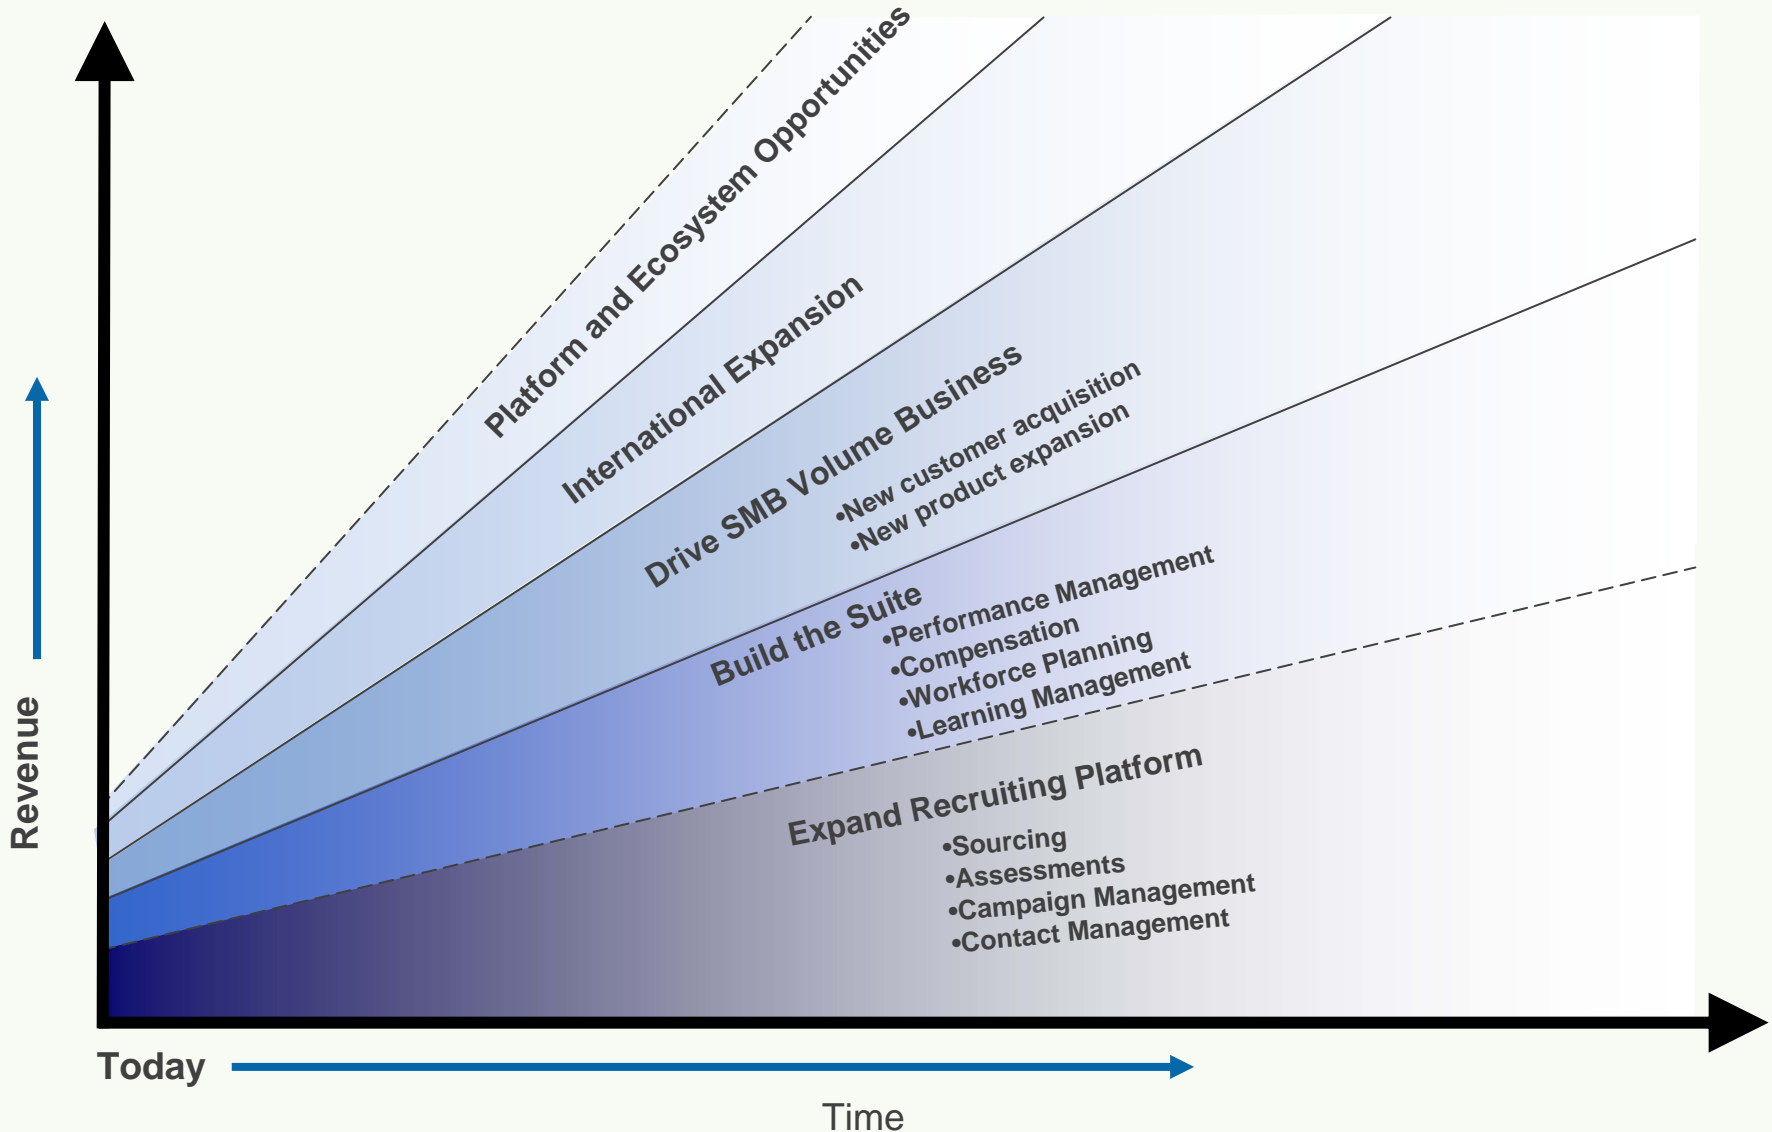 Platform and Ecosystem Opportunities
International Expansion
Drive SMB Volume Business
•New customer acquisition
•New product expansion
Build the Suite
•Performance Management
•Compensation
•Workforce Planning
•Learning Management
Expand Recruiting Platform
•Sourcing
•Assessments
•Campaign Management
•Contact Management
Revenue
Today
Time